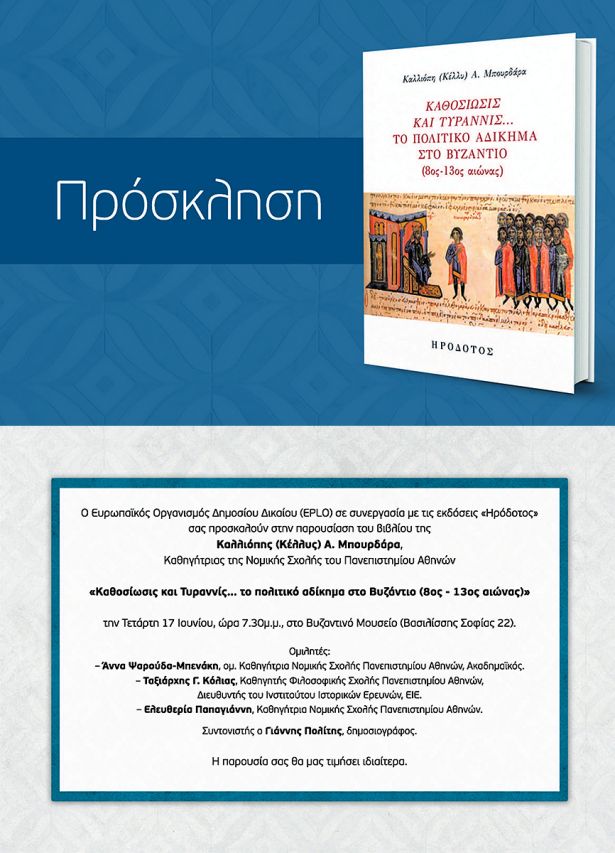 Πρόσκληση
Καλλιόπη (Κέλλυ) Α. Μπουρδάρα
ΚΑΘΟΣΙΩΣΙΣ
ΚΑΙ ΤΥΡΑΝΝΙΣ...
ΤΟ ΠΟΛΙΤΙΚΟ ΑΔΙΚΗΜΑ
ΣΤΟ ΒΥΖΑΝΤΙΟ
(8ος-13ος αιώνας)
ΗΡΟΔΟΤΟΣ
Ο Ευρωπαϊκός Οργανισμός Δημοσίου Δικαίου (EPLO) σε συνεργασία με τις εκδόσεις «Ηρόδοτος»
σας προσκαλούν στην παρουσίαση του βιβλίου της
Καλλιόπης (Κέλλυς) Α. Μπουρδάρα,
Καθηγήτριας της Νομικής Σχολής του Πανεπιστημίου Αθηνών
«Καθοσίωσις και Τυραννίς... το πολιτικό αδίκημα στο Βυζάντιο (8ος - 13ος αιώνας)»
την Τετάρτη 17 Ιουνίου, ώρα 7.30μ.μ., στο Βυζαντινό Μουσείο (Βασιλίσσης Σοφίας 22).
Ομιλητές:
– Άννα Ψαρούδα-Μπενάκη, ομ. Καθηγήτρια Νομικής Σχολής Πανεπιστημίου Αθηνών, Ακαδημαϊκός.
– Ταξιάρχης Γ. Κόλιας, Καθηγητής Φιλοσοφικής Σχολής Πανεπιστημίου Αθηνών,
Διευθυντής του Ινστιτούτου Ιστορικών Ερευνών, ΕΙΕ.
– Ελευθερία Παπαγιάννη, Καθηγήτρια Νομικής Σχολής Πανεπιστημίου Αθηνών.
Συντονιστής ο Γιάννης Πολίτης, δημοσιογράφος.
Η παρουσία σας θα μας τιμήσει ιδιαίτερα.